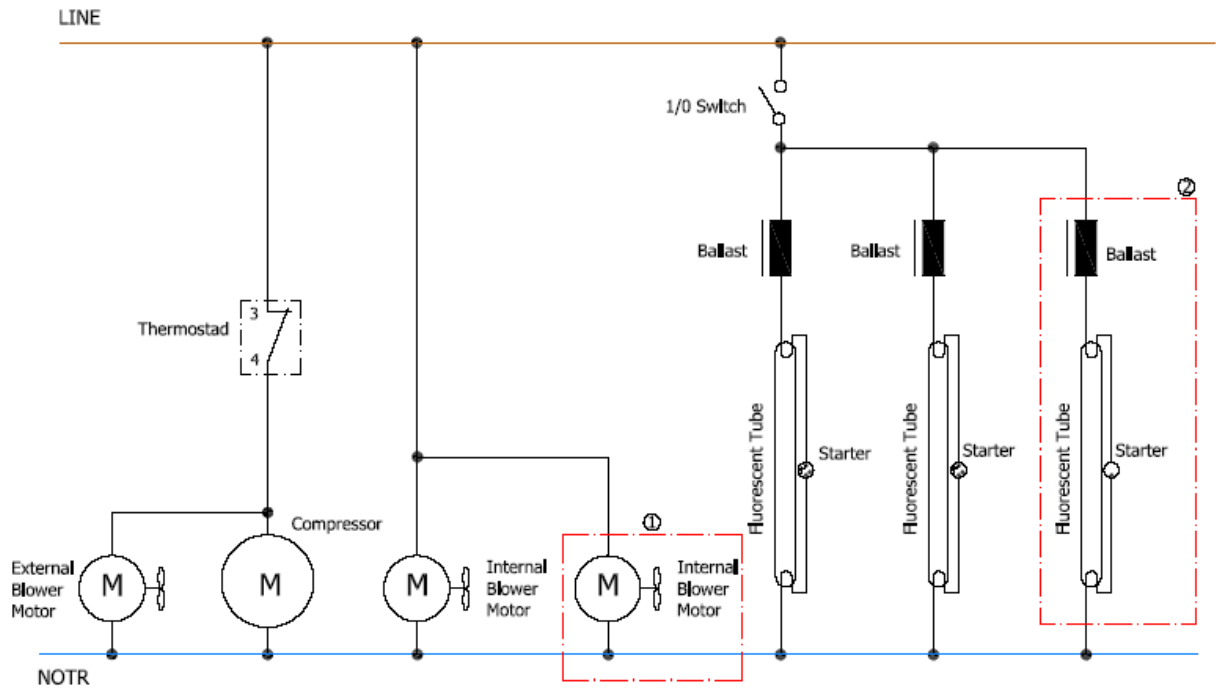 LINE
1/0 Switch
②
Ballast
Ballast
Ballast
3
Thermostad
4
Fluorescent Tube
Starter
Fluorescent Tube
Starter
Fluorescent Tube
Starter
Compressor
①
External
Blower
Motor
M
M
M
Internal
Blower
Motor
M
Internal
Blower
Motor
NOTR